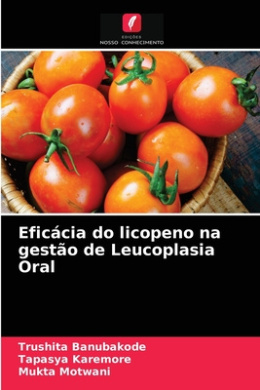 EDIÇÕES
NOSSO CONHECIMENTO
Eficácia do licopeno na
gestão de Leucoplasia
Oral
Trushita Banubakode
Tapasya Karemore
Mukta Motwani